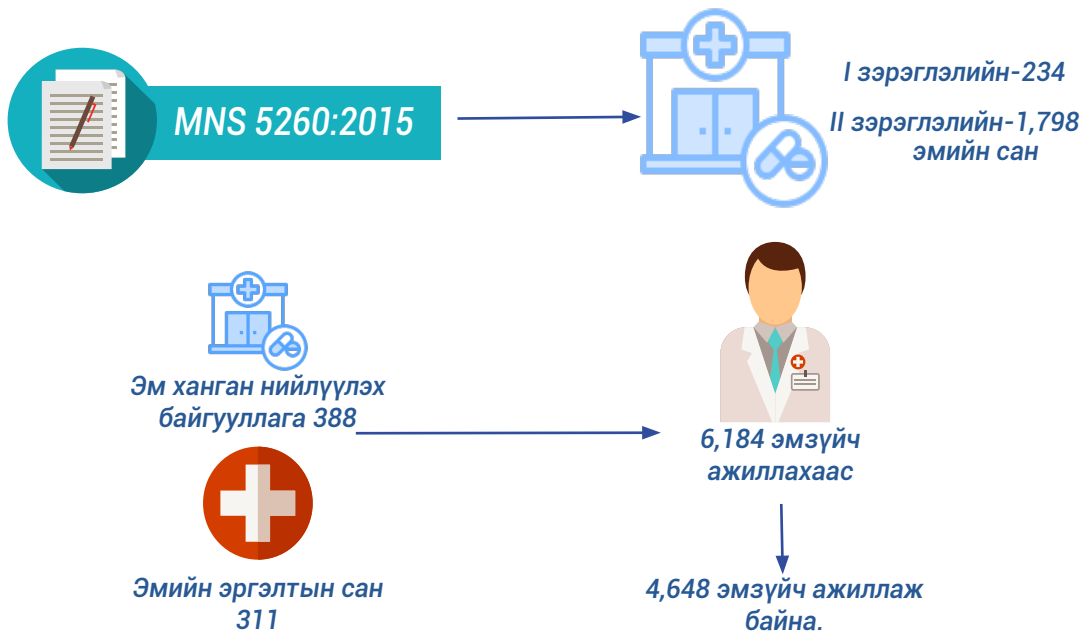 MNS 5260:2015
I зэрэглэлийн-234
II зэрэглэлийн-1,798
эмийн сан
Эм ханган нийлүүлэх
байгууллага 388
6,184 эмзүйч
ажиллахаас
Эмийн эргэлтын сан
311
4,648 эмзүйч ажиллаж
байна.